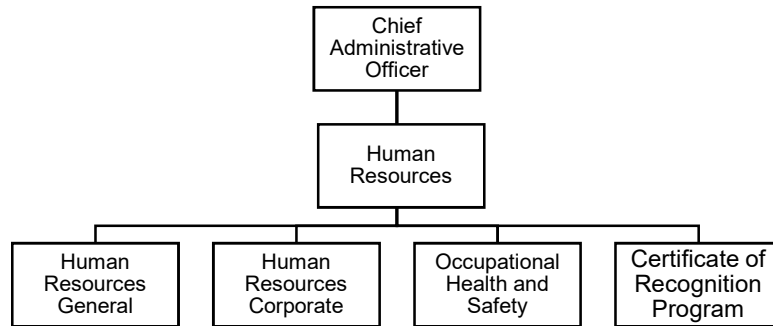 Chief
Administrative
Officer
Human
Resources
Human
Resources
General
Human
Resources
Corporate
Occupational
Health and
Safety
Certificate of
Recognition
Program